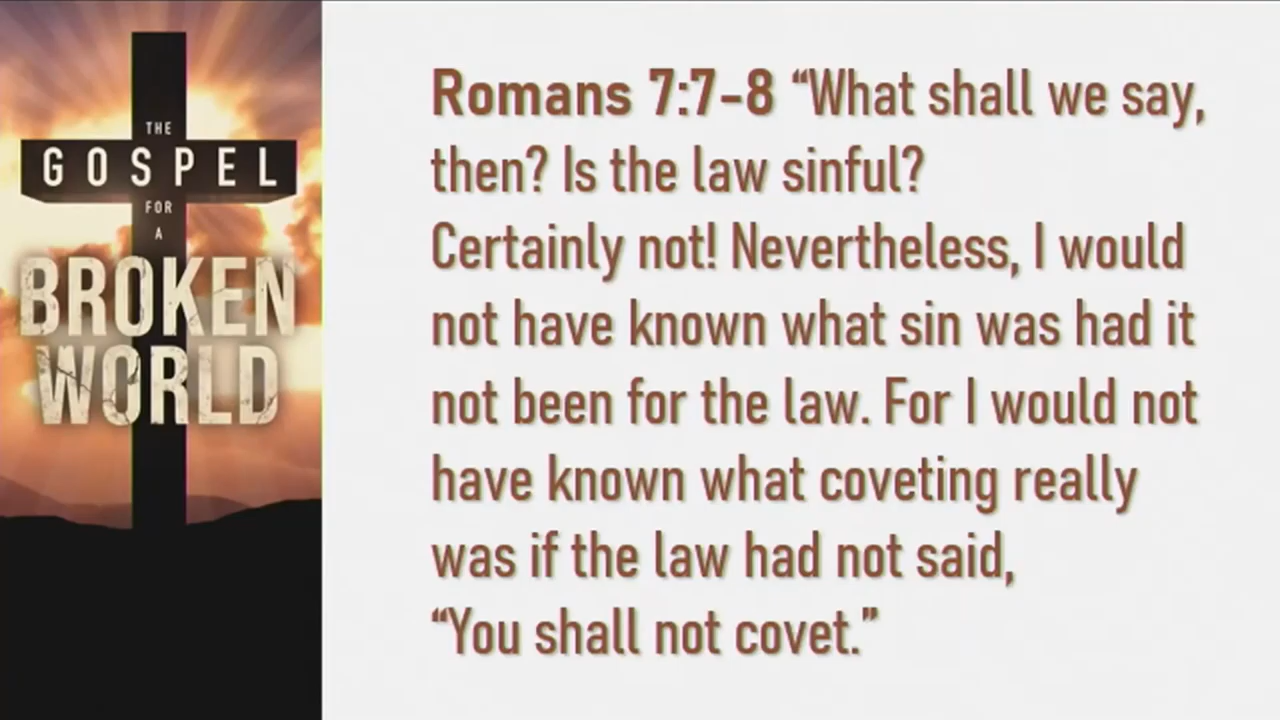 THE
GOSPEL
FOR
A
BROKEN
WORLD
Romans 7:7-8 “What shall we say,
then? Is the law sinful?
Certainly not! Nevertheless, I would
not have known what sin was had it
not been for the law. For I would not
have known what coveting really
was if the law had not said,
“You shall not covet.”